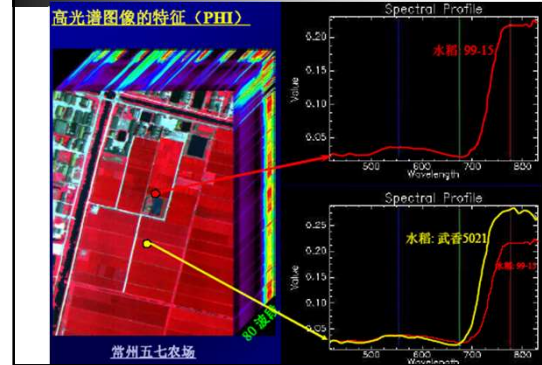 高光谱图像的特征（PHI）
80 波段
常州五七农场
Spectral Profile
水稻: 99-15
Value
0.20
0.15
0.10
0.05
500
600
700
800
Wavelength
Spectral Profile
水稻: 武香5021
水稻: 99-15
Value
0.25
0.20
0.15
0.10
0.05
500
600
700
800
Wavelength